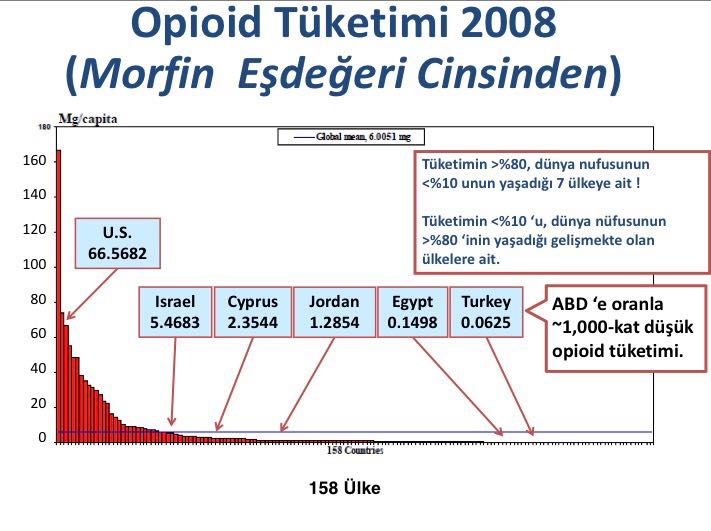 Opioid Tüketimi 2008
(Morfin Eşdeğeri Cinsinden)
Mg/capita
180
Global mean, 6.0051 mg
160
140
120
100
80
60
40
20
0
Tüketimin >%80, dünya nufusunun
<%10 unun yaşadığı 7 ülkeye ait !
Tüketimin <%10 ‘u, dünya nüfusunun
>%80 ‘inin yaşadığı gelişmekte olan
ülkelere ait.
U.S.
66.5682
Israel
5.4683
Cyprus
2.3544
Jordan
1.2854
Egypt
0.1498
Turkey
0.0625
ABD ‘e oranla
~1,000-kat düşük
opioid tüketimi.
158 Countries
158 Ülke